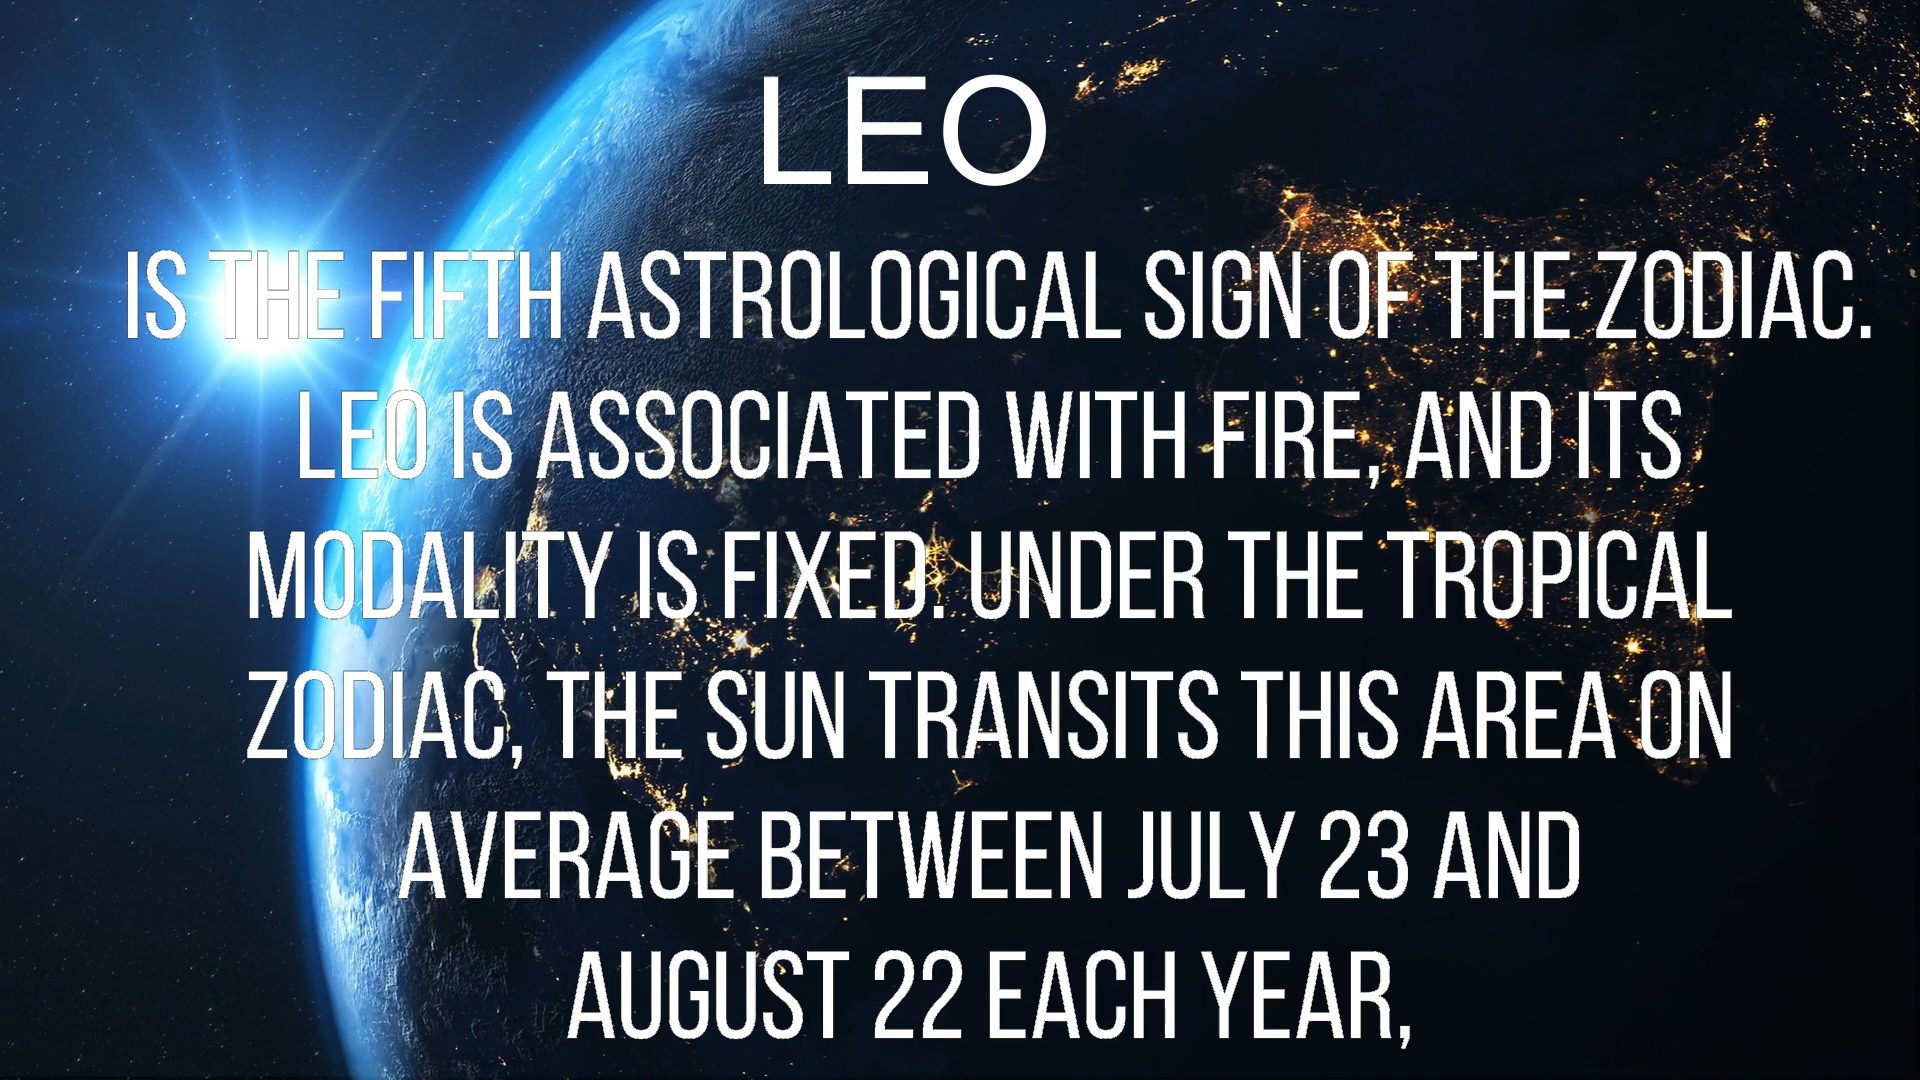 LEO
IS THE FIFTH ASTROLOGICAL SIGN OF THE ZODIAC.
LEO IS ASSOCIATED WITH FIRE, AND ITS
MODALITY IS FIXED. UNDER THE TROPICAL
ZODIAC, THE SUN TRANSITS THIS AREA ON
AVERAGE BETWEEN JULY 23 AND
AUGUST 22 EACH YEAR,